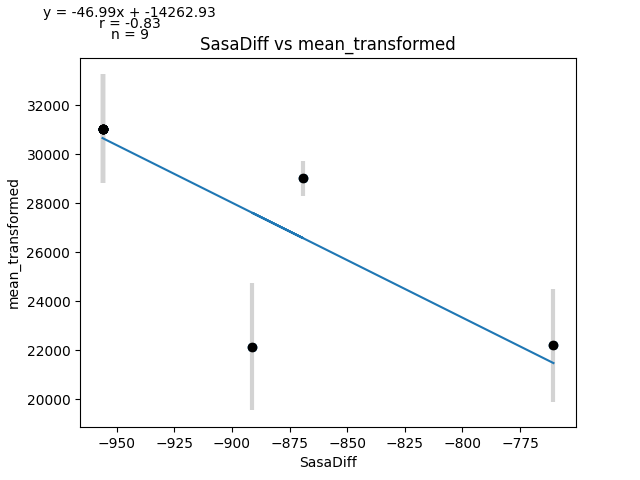 y = -46.99x + -14262.93
r = -0.83
n = 9
SasaDiff vs mean_transformed
mean_transformed
32000
30000
28000
26000
24000
22000
20000
−950
−925
−900
−875
−850
−825
−800
−775
SasaDiff